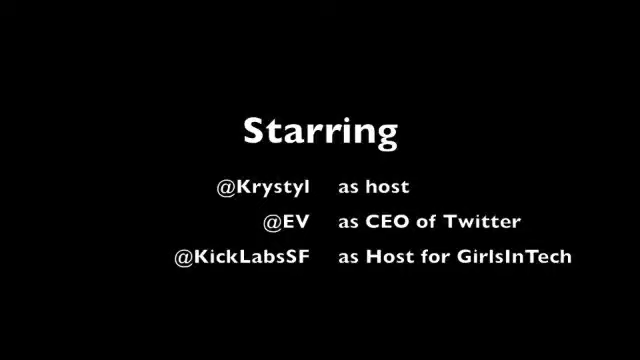 Starring
@Krystyl as host
@EV as CEO of Twitter
@KickLabsSF as Host for GirlsInTech